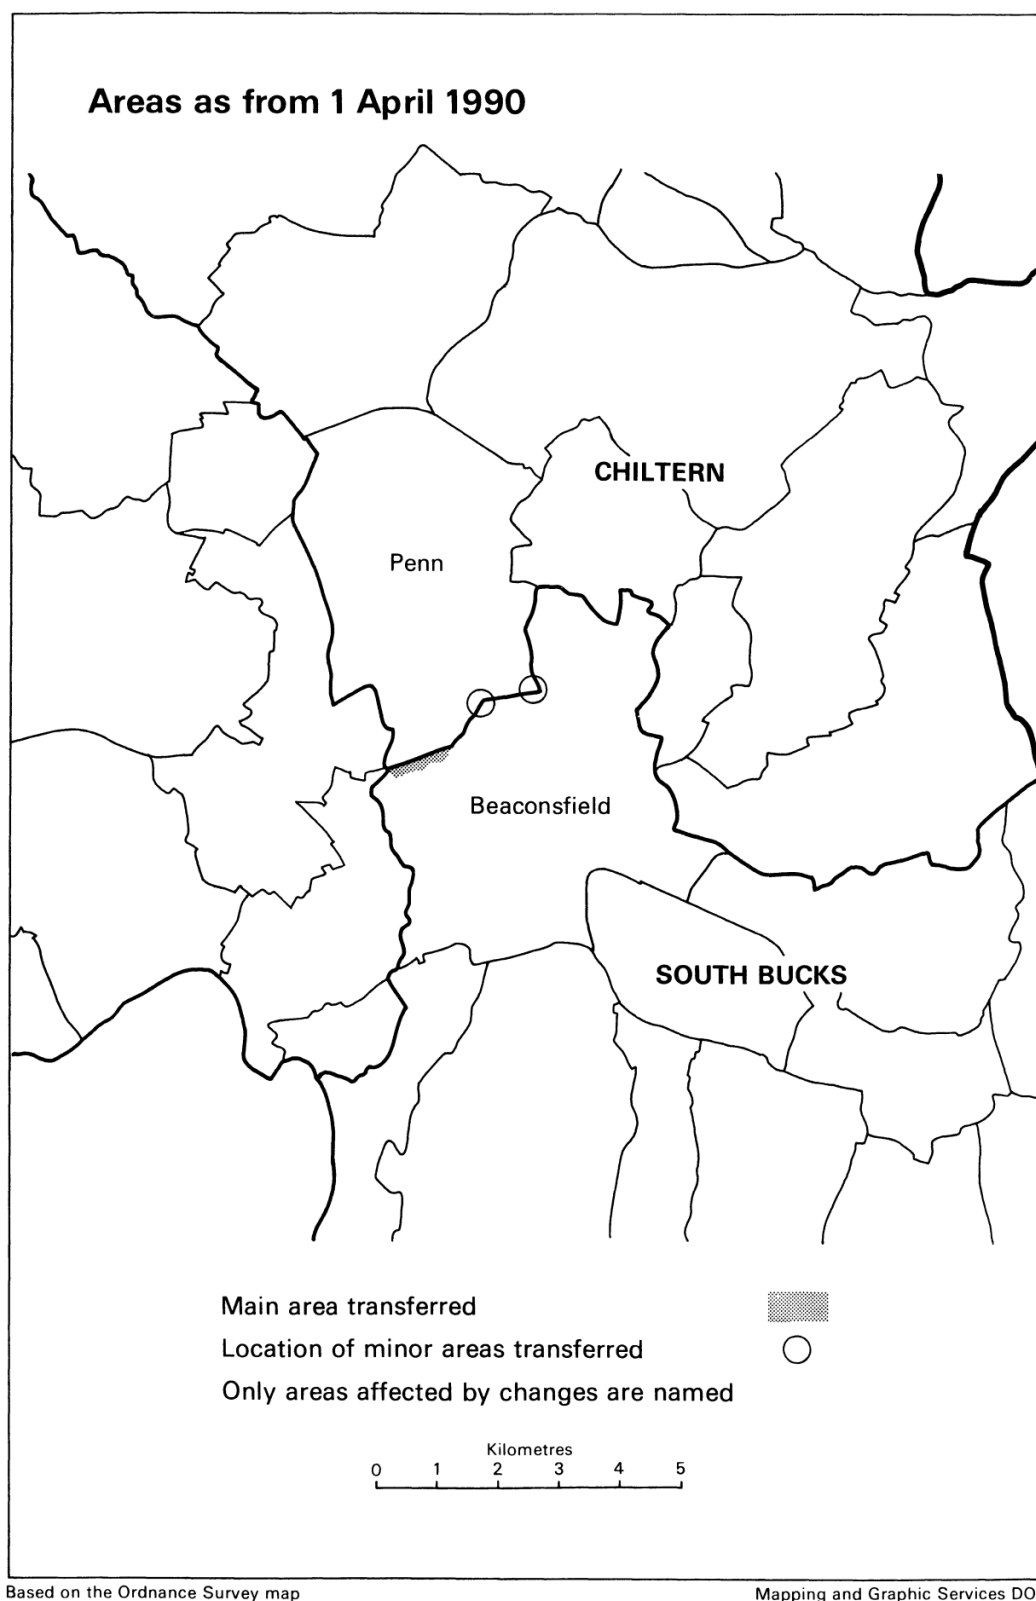 Areas as from 1 April 1990
CHILTERN
Penn
Beaconsfield
SOUTH BUCKS
Main area transferred
Location of minor areas transferred
Only areas affected by changes are named
Kilometres
0 1 2 3 4 5
Based on the Ordnance Survey map
Mapping and Graphic Services DO